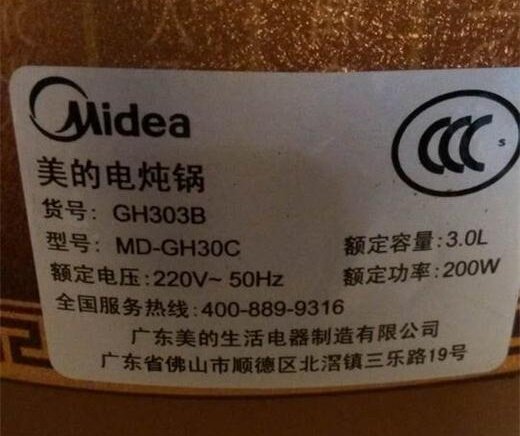 Midea
CCC S
美的电炖锅
货号: GH303B
型号: MD-GH30C 额定容量: 3.0L
额定电压: 220V~ 50Hz 额定功率: 200W
全国服务热线: 400-889-9316
广东美的生活电器制造有限公司
广东省佛山市顺德区北滘镇三乐路19号